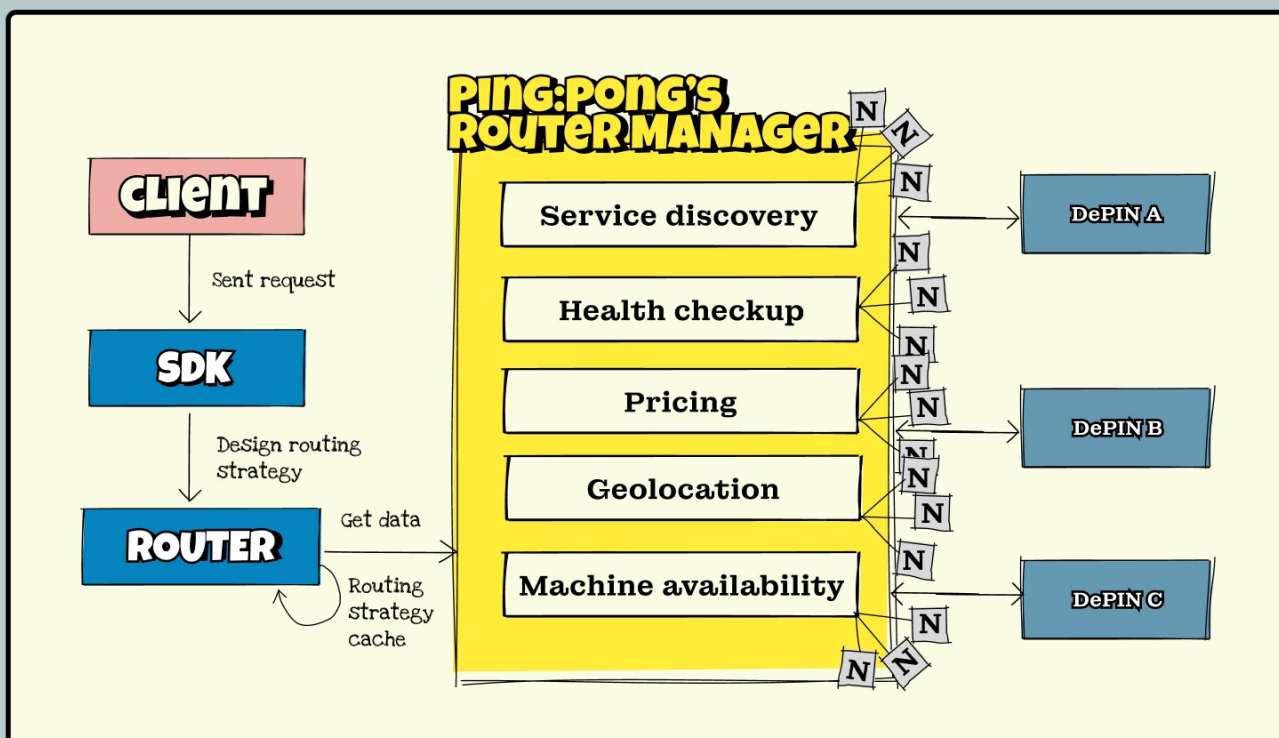 PING:PONG'S
ROUTER MANAGER
CLIENT
Sent request
SDK
Design routing
strategy
ROUTER
Get data
Routing
strategy
cache
Service discovery
N
N
N
Health checkup
N
N
N
Pricing
N
N
N
Geolocation
N
N
N
Machine availability
N
N
N
DePIN A
DePIN B
DePIN C